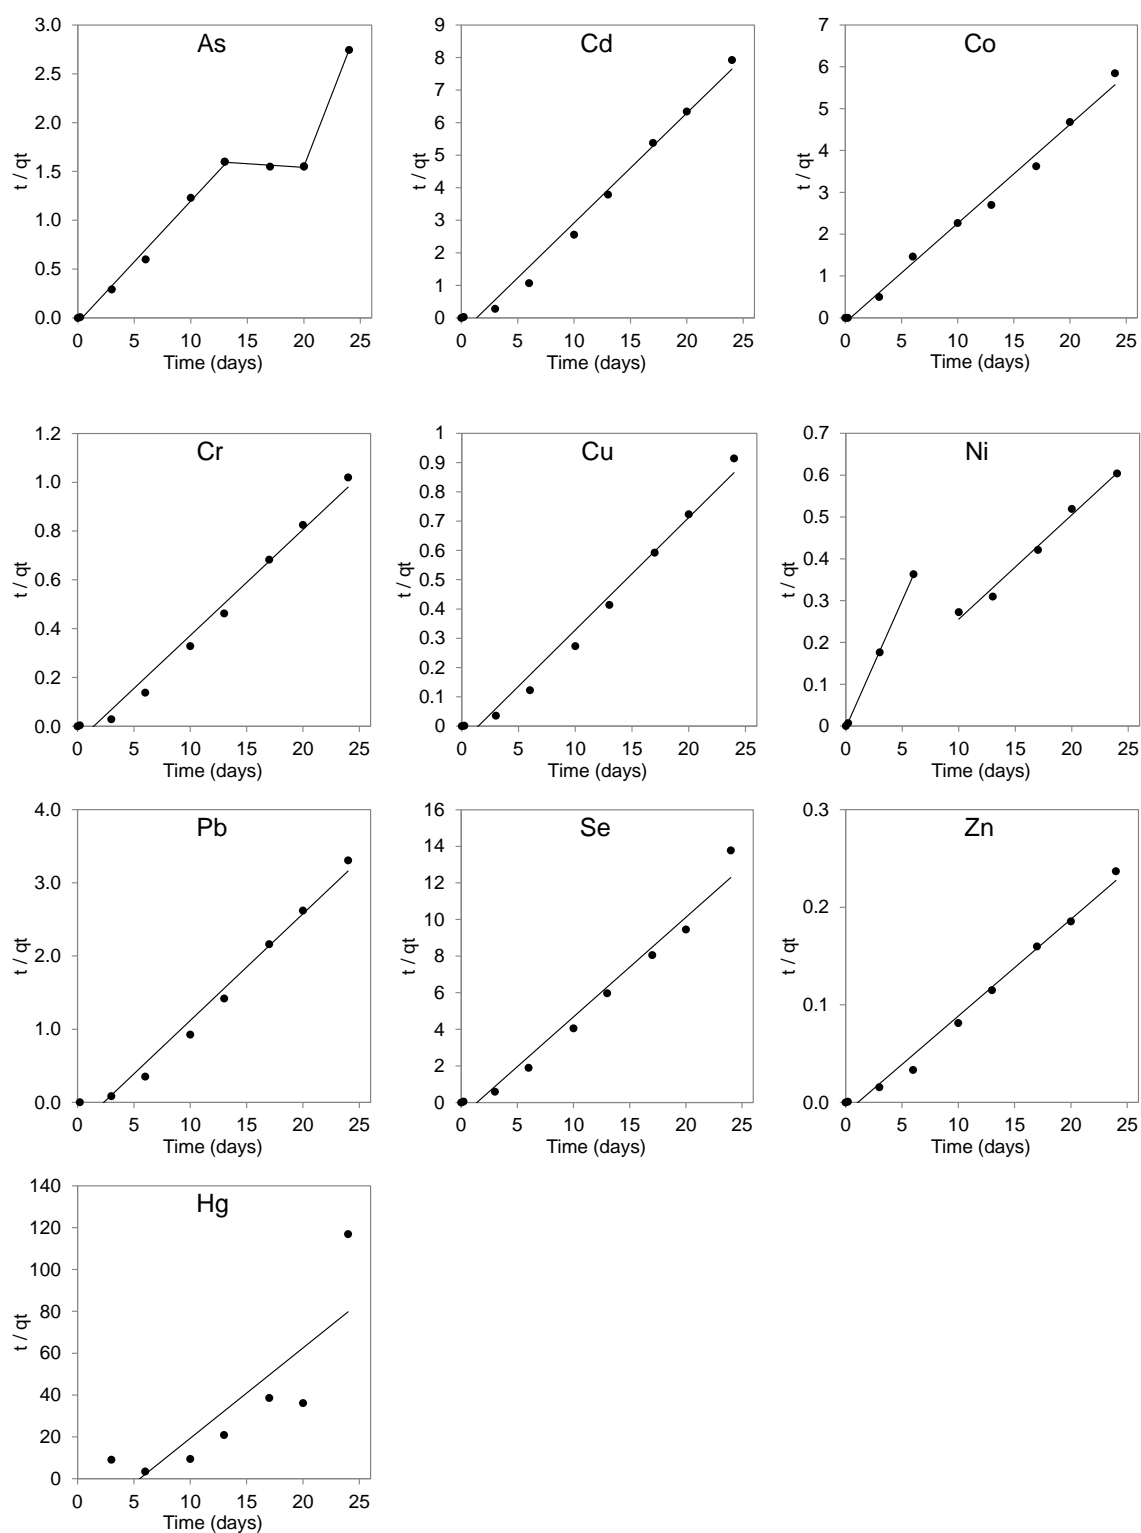 As
3.0
2.5
2.0
1.5
1.0
0.5
0.0
t / qt
0 5 10 15 20 25
Time (days)
Cd
9
8
7
6
5
4
3
2
1
0
t / qt
0 5 10 15 20 25
Time (days)
Co
7
6
5
4
3
2
1
0
t / qt
0 5 10 15 20 25
Time (days)
Cr
1.2
1.0
0.8
0.6
0.4
0.2
0.0
t / qt
0 5 10 15 20 25
Time (days)
Cu
1
0.9
0.8
0.7
0.6
0.5
0.4
0.3
0.2
0.1
0
t / qt
0 5 10 15 20 25
Time (days)
Ni
0.7
0.6
0.5
0.4
0.3
0.2
0.1
0
t / qt
0 5 10 15 20 25
Time (days)
Pb
4.0
3.0
2.0
1.0
0.0
t / qt
0 5 10 15 20 25
Time (days)
Se
16
14
12
10
8
6
4
2
0
t / qt
0 5 10 15 20 25
Time (days)
Zn
0.3
0.2
0.1
0.0
t / qt
0 5 10 15 20 25
Time (days)
Hg
140
120
100
80
60
40
20
0
t / qt
0 5 10 15 20 25
Time (days)